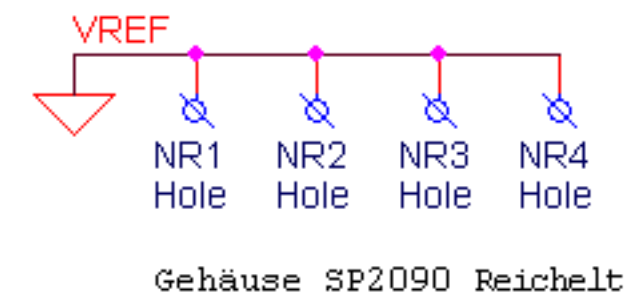 VREF
NR1 NR2 NR3 NR4
Hole Hole Hole Hole
Gehäuse SP2090 Reichelt